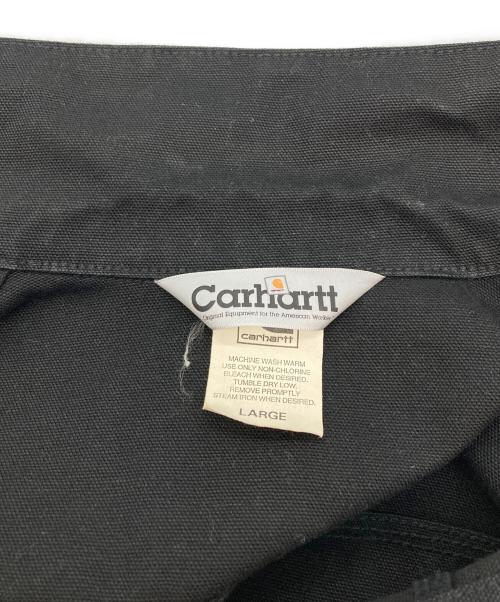 Carhartt
Original Equipment for the American Worker
carhartt
MACHINE WASH WARM
USE ONLY NON-CHLORINE
BLEACH WHEN DESIRED.
TUMBLE DRY LOW,
REMOVE PROMPTLY
STEAM IRON WHEN DESIRED.
LARGE